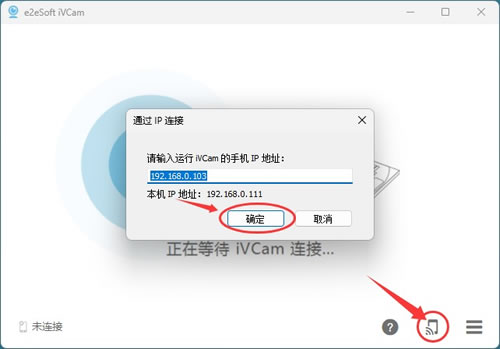 e2eSoft iVCam
通过 IP 连接
请输入运行 iVCam 的手机 IP 地址：
192.168.0.103
本机 IP 地址：192.168.0.111
确定
取消
正在等待 iVCam 连接...
未连接
?